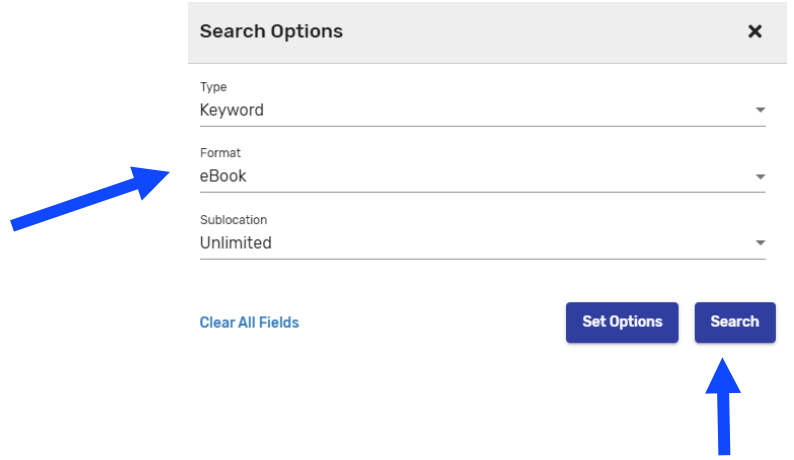 Search Options
Type
Keyword
Format
eBook
Sublocation
Unlimited
Clear All Fields
Set Options
Search